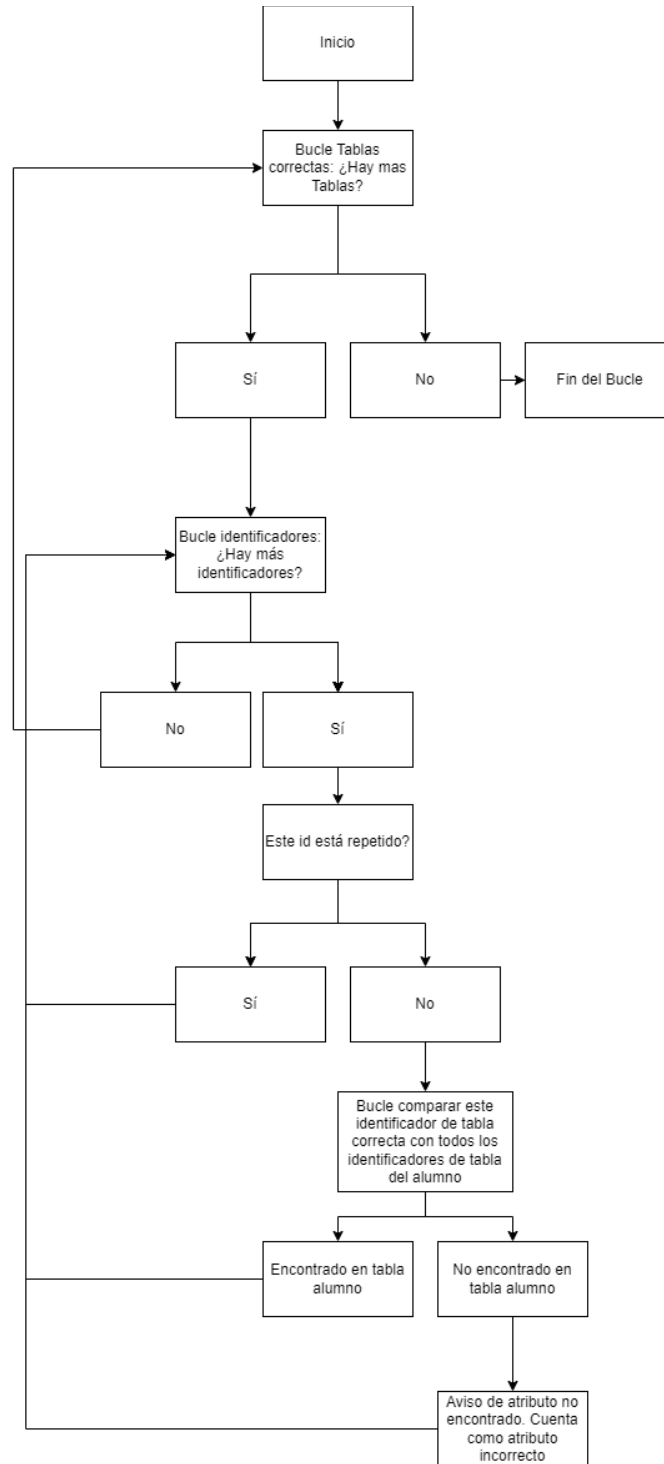 Inicio
Bucle Tablas
correctas: ¿Hay mas
Tablas?
Sí
No
Fin del Bucle
Bucle identificadores:
¿Hay más
identificadores?
No
Sí
Este id está repetido?
Sí
No
Bucle comparar este
identificador de tabla
correcta con todos los
identificadores de tabla
del alumno
Encontrado en tabla
alumno
No encontrado en
tabla alumno
Aviso de atributo no
encontrado. Cuenta
como atributo
incorrecto